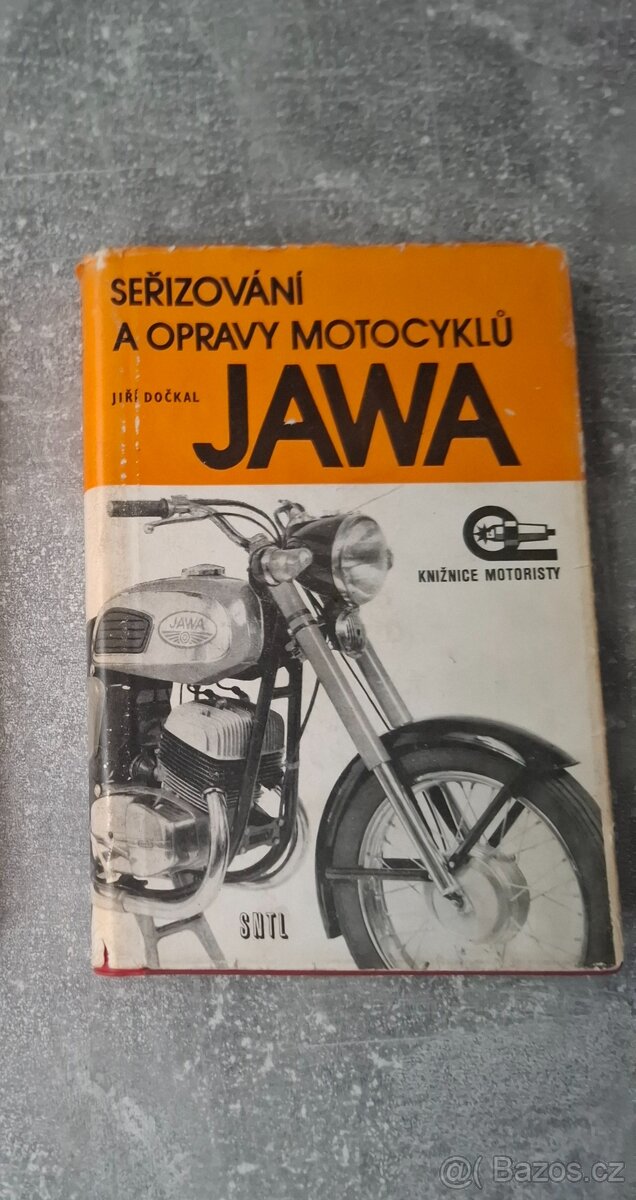 SEŘIZOVÁNÍ
A OPRAVY MOTOCYKLŮ
JIŘÍ DOČKAL
JAWA
KNIŽNICE MOTORISTY
JAWA
SNTL
@( Bazos.cz